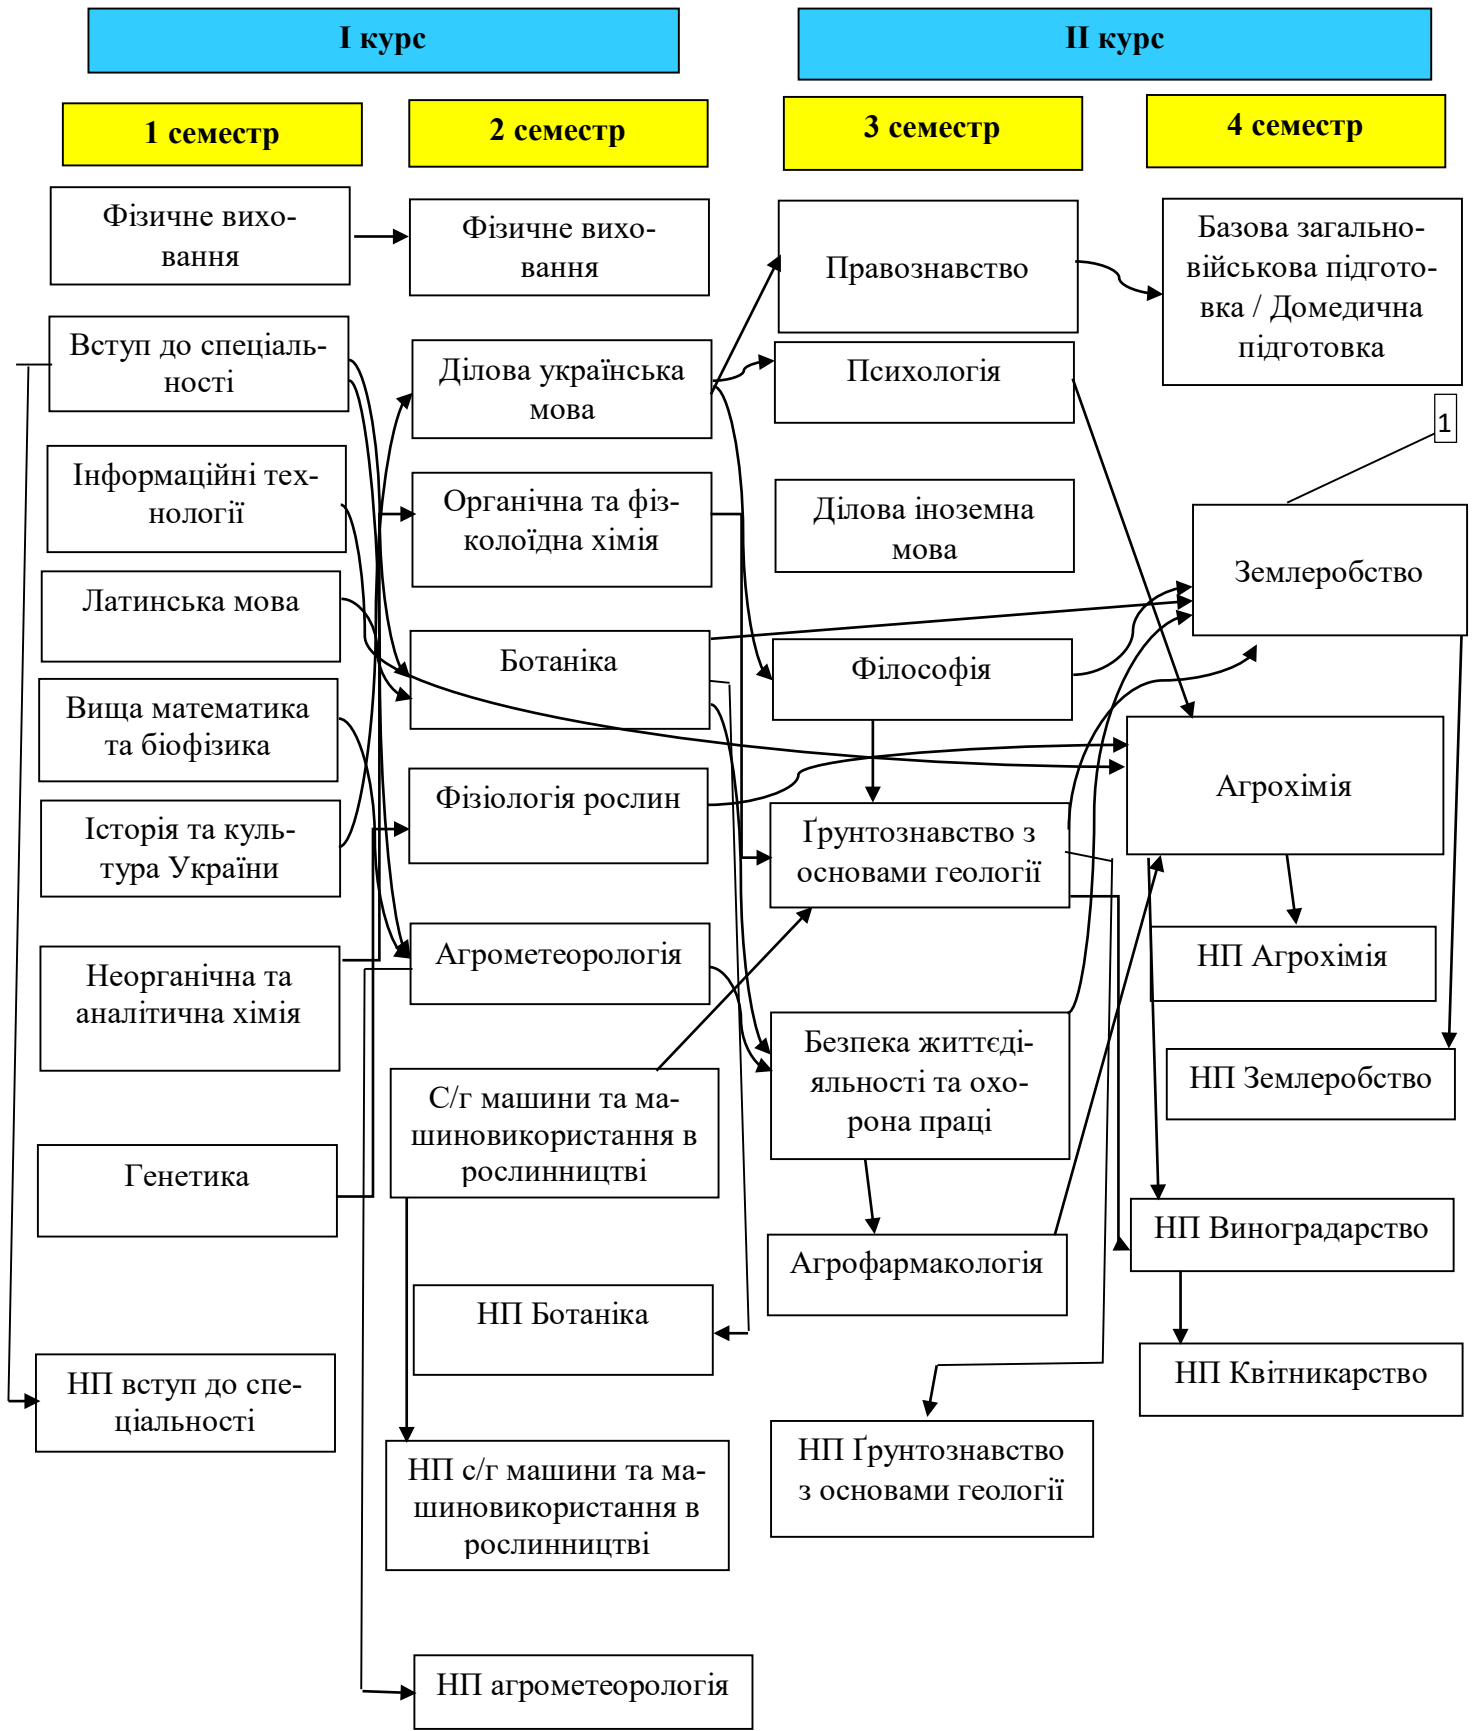 І курс
ІІ курс
1 семестр
2 семестр
3 семестр
4 семестр
Фізичне вихо-
вання
Вступ до спеціаль-
ності
Інформаційні тех-
нології
Латинська мова
Вища математика
та біофізика
Історія та куль-
тура України
Неорганічна та
аналітична хімія
Генетика
НП вступ до спе-
ціальності
Фізичне вихо-
вання
Ділова українська
мова
Органічна та фіз-
колоїдна хімія
Ботаніка
Фізіологія рослин
Агрометеорологія
С/г машини та ма-
шиновикористання в
рослинництві
НП Ботаніка
НП с/г машини та ма-
шиновикористання в
рослинництві
НП агрометеорологія
Правознавство
Психологія
Ділова іноземна
мова
Філософія
Ґрунтознавство з
основами геології
Безпека життєді-
яльності та охо-
рона праці
Агрофармакологія
НП Ґрунтознавство
з основами геології
Базова загально-
військова підгото-
вка / Домедична
підготовка
1
Землеробство
Агрохімія
НП Агрохімія
НП Землеробство
НП Виноградарство
НП Квітникарство